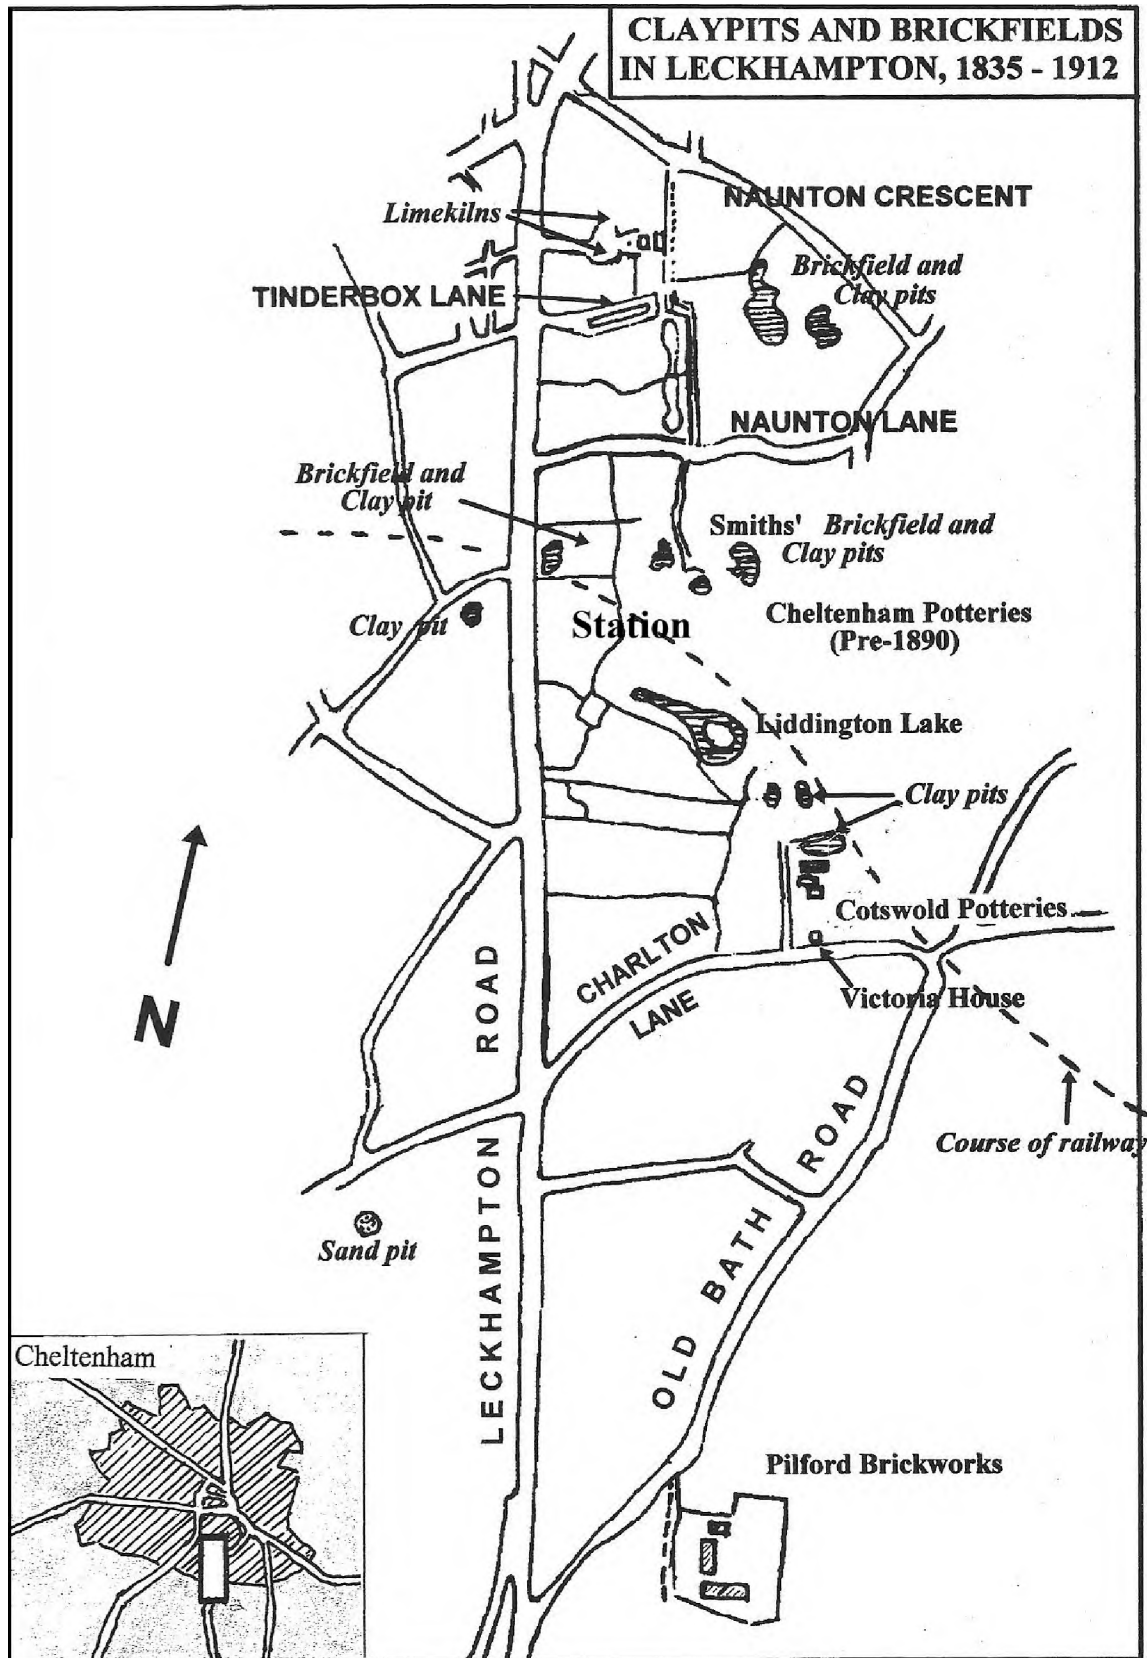 CLAYPITS AND BRICKFIELDS
IN LECKHAMPTON, 1835 - 1912
NAUNTON CRESCENT
Limekilns
Brickfield and
Clay pits
TINDERBOX LANE
NAUNTON LANE
Brickfield and
Clay pit
Smiths' Brickfield and
Clay pits
Cheltenham Potteries
(Pre-1890)
Station
Clay pit
Liddington Lake
Clay pits
Cotswold Potteries
CHARLTON
LANE
Victoria House
LECKHAMPTON ROAD
OLD BATH ROAD
Course of railway
Sand pit
N
Cheltenham
Pilford Brickworks